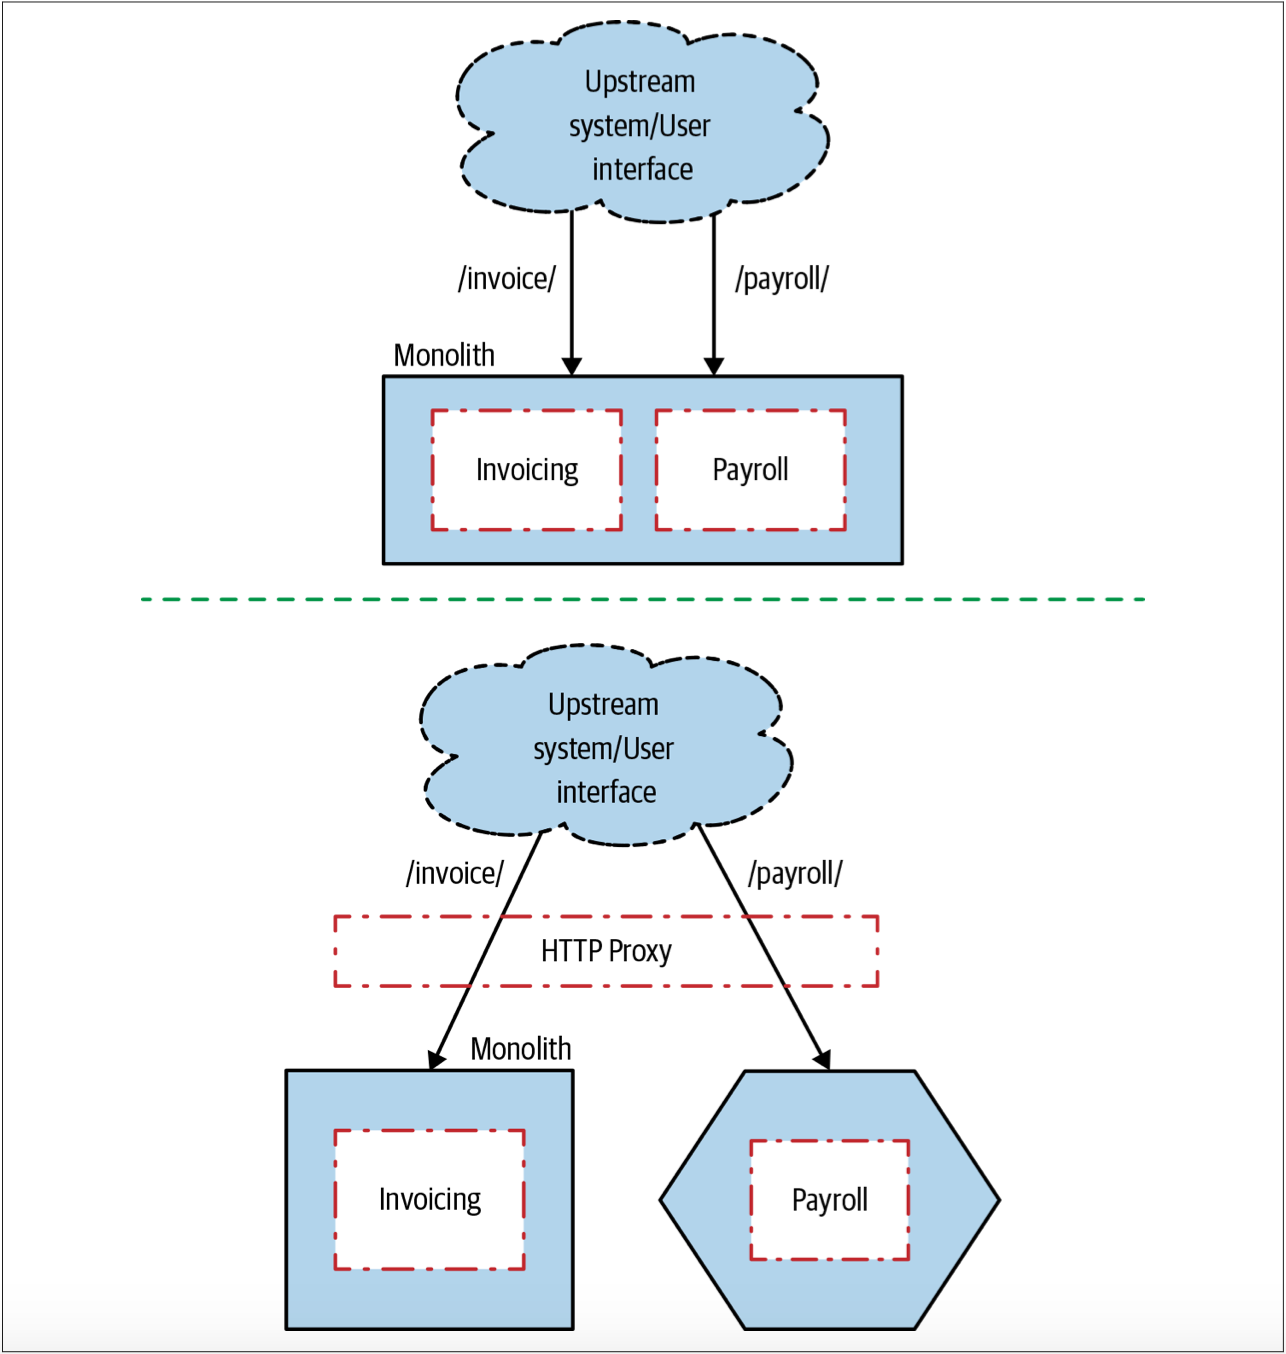 Upstream
system/User
interface
/invoice/
/payroll/
Monolith
Invoicing
Payroll
Upstream
system/User
interface
/invoice/
/payroll/
HTTP Proxy
Monolith
Invoicing
Payroll